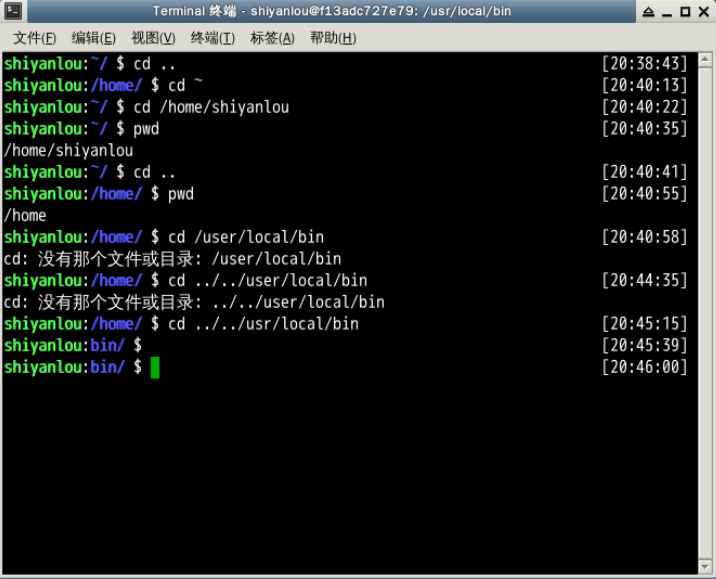 Terminal 终端 - shiyanlou@f13adc727e79: /usr/local/bin
文件(F) 编辑(E) 视图(V) 终端(T) 标签(A) 帮助(H)
shiyanlou:~/ $ cd .. [20:38:43]
shiyanlou:/home/ $ cd ~ [20:40:13]
shiyanlou:~/ $ cd /home/shiyanlou [20:40:22]
shiyanlou:~/ $ pwd [20:40:35]
/home/shiyanlou
shiyanlou:~/ $ cd .. [20:40:41]
shiyanlou:/home/ $ pwd [20:40:55]
/home
shiyanlou:/home/ $ cd /user/local/bin [20:40:58]
cd: 没有那个文件或目录: /user/local/bin
shiyanlou:/home/ $ cd ../../user/local/bin [20:44:35]
cd: 没有那个文件或目录: ../../user/local/bin
shiyanlou:/home/ $ cd ../../usr/local/bin [20:45:15]
shiyanlou:bin/ $ [20:45:39]
shiyanlou:bin/ $ [20:46:00]